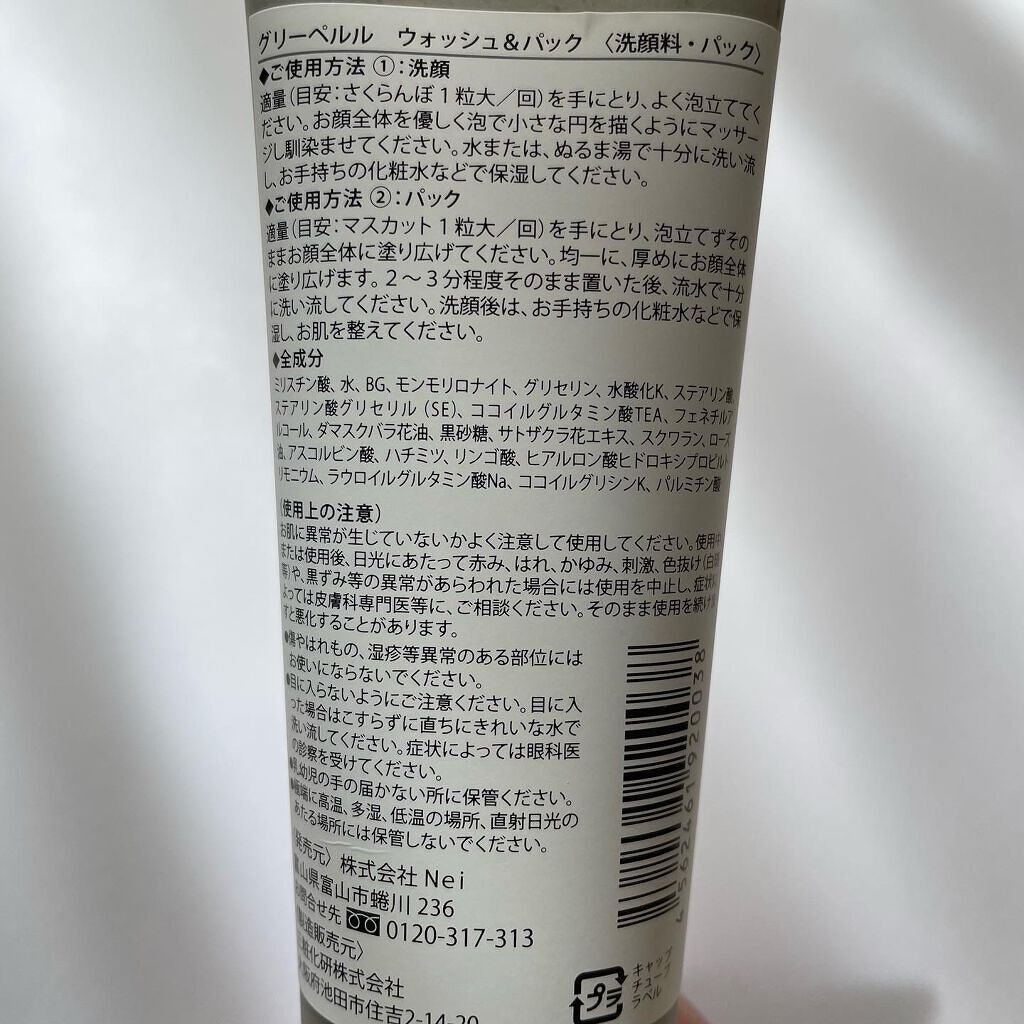 グリーペルル ウォッシュ&パック 〈洗顔料・パック〉
◆ご使用方法 ①:洗顔
適量(目安:さくらんぼ1粒大/回)を手にとり、よく泡立ててく
ださい。お顔全体を優しく泡で小さな円を描くようにマッサー
ジし馴染ませてください。水または、ぬるま湯で十分に洗い流
し、お手持ちの化粧水などで保湿してください。
◆ご使用方法 ②:パック
適量(目安:マスカット1粒大/回)を手にとり、泡立てずその
ままお顔全体に塗り広げてください。均一に、厚めにお顔全体
に塗り広げます。2〜3分程度そのまま置いた後、流水で十分
に洗い流してください。洗顔後は、お手持ちの化粧水などで保
湿し、お肌を整えてください。
◆全成分
ミリスチン酸、水、BG、モンモリロナイト、グリセリン、水酸化K、ステアリン酸、
ステアリン酸グリセリル(SE)、ココイルグルタミン酸TEA、フェネチルア
ルコール、ダマスクバラ花油、黒砂糖、サトザクラ花エキス、スクワラン、ローズ
油、アスコルビン酸、ハチミツ、リンゴ酸、ヒアルロン酸ヒドロキシプロピルト
リモニウム、ラウロイルグルタミン酸Na、ココイルグリシンK、パルミチン酸
〈使用上の注意〉
お肌に異常が生じていないかよく注意して使用してください。使用中
または使用後、日光にあたって赤み、はれ、かゆみ、刺激、色抜け(白斑
等)や、黒ずみ等の異常があらわれた場合には使用を中止し、症状に
よっては皮膚科専門医等に、ご相談ください。そのまま使用を続けま
すと悪化することがあります。
●傷やはれもの、湿疹等異常のある部位には
お使いにならないでください。
●目に入らないようにご注意ください。目に入
った場合はこすらずに直ちにきれいな水で
洗い流してください。症状によっては眼科医
の診察を受けてください。
●乳幼児の手の届かない所に保管ください。
●極端に高温、多湿、低温の場所、直射日光の
あたる場所には保管しないでください。
〈発売元〉株式会社Nei
富山県富山市蜷川 236
お問合せ先 0120-317-313
〈製造販売元〉
粧化研株式会社
大阪府池田市住吉2-14-20
4 562461 920038
プラ
キャップ
チューブ
ラベル